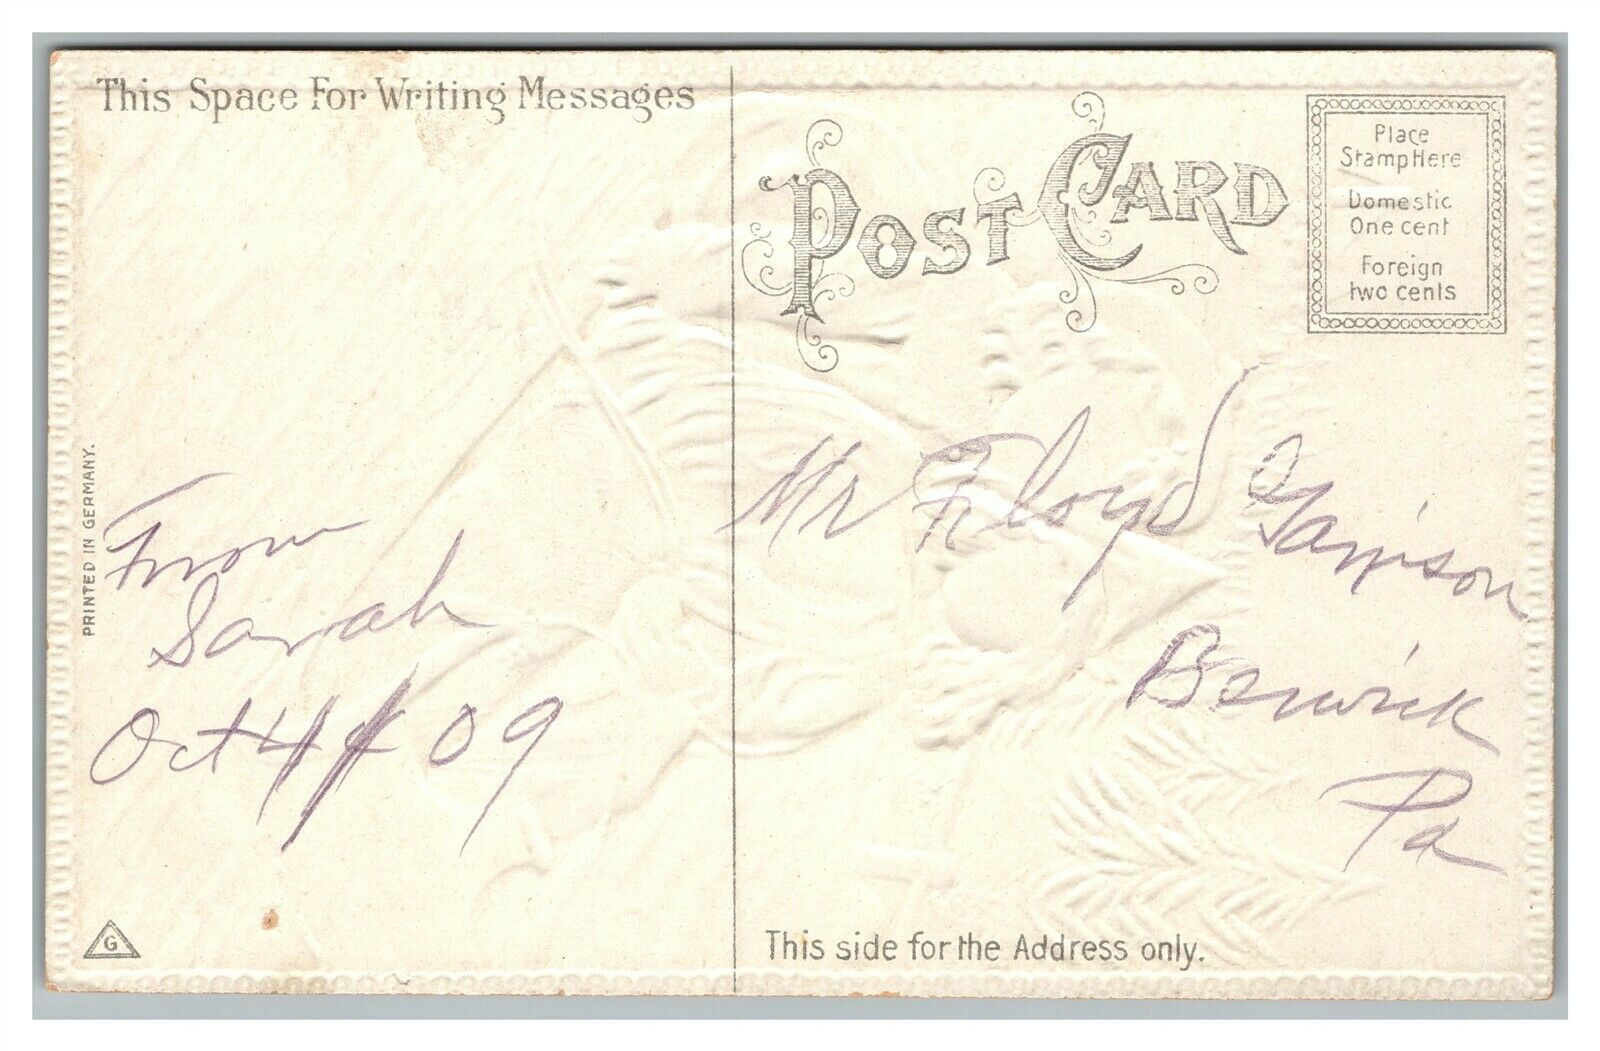 This Space For Writing Messages
POST CARD
Place
Stamp Here
Domestic
One cent
Foreign
two cents
PRINTED IN GERMANY.
From
Sarah
Oct 4 09
Mr Floyd Garrison
Berwick
Pa
G
This side for the Address only.